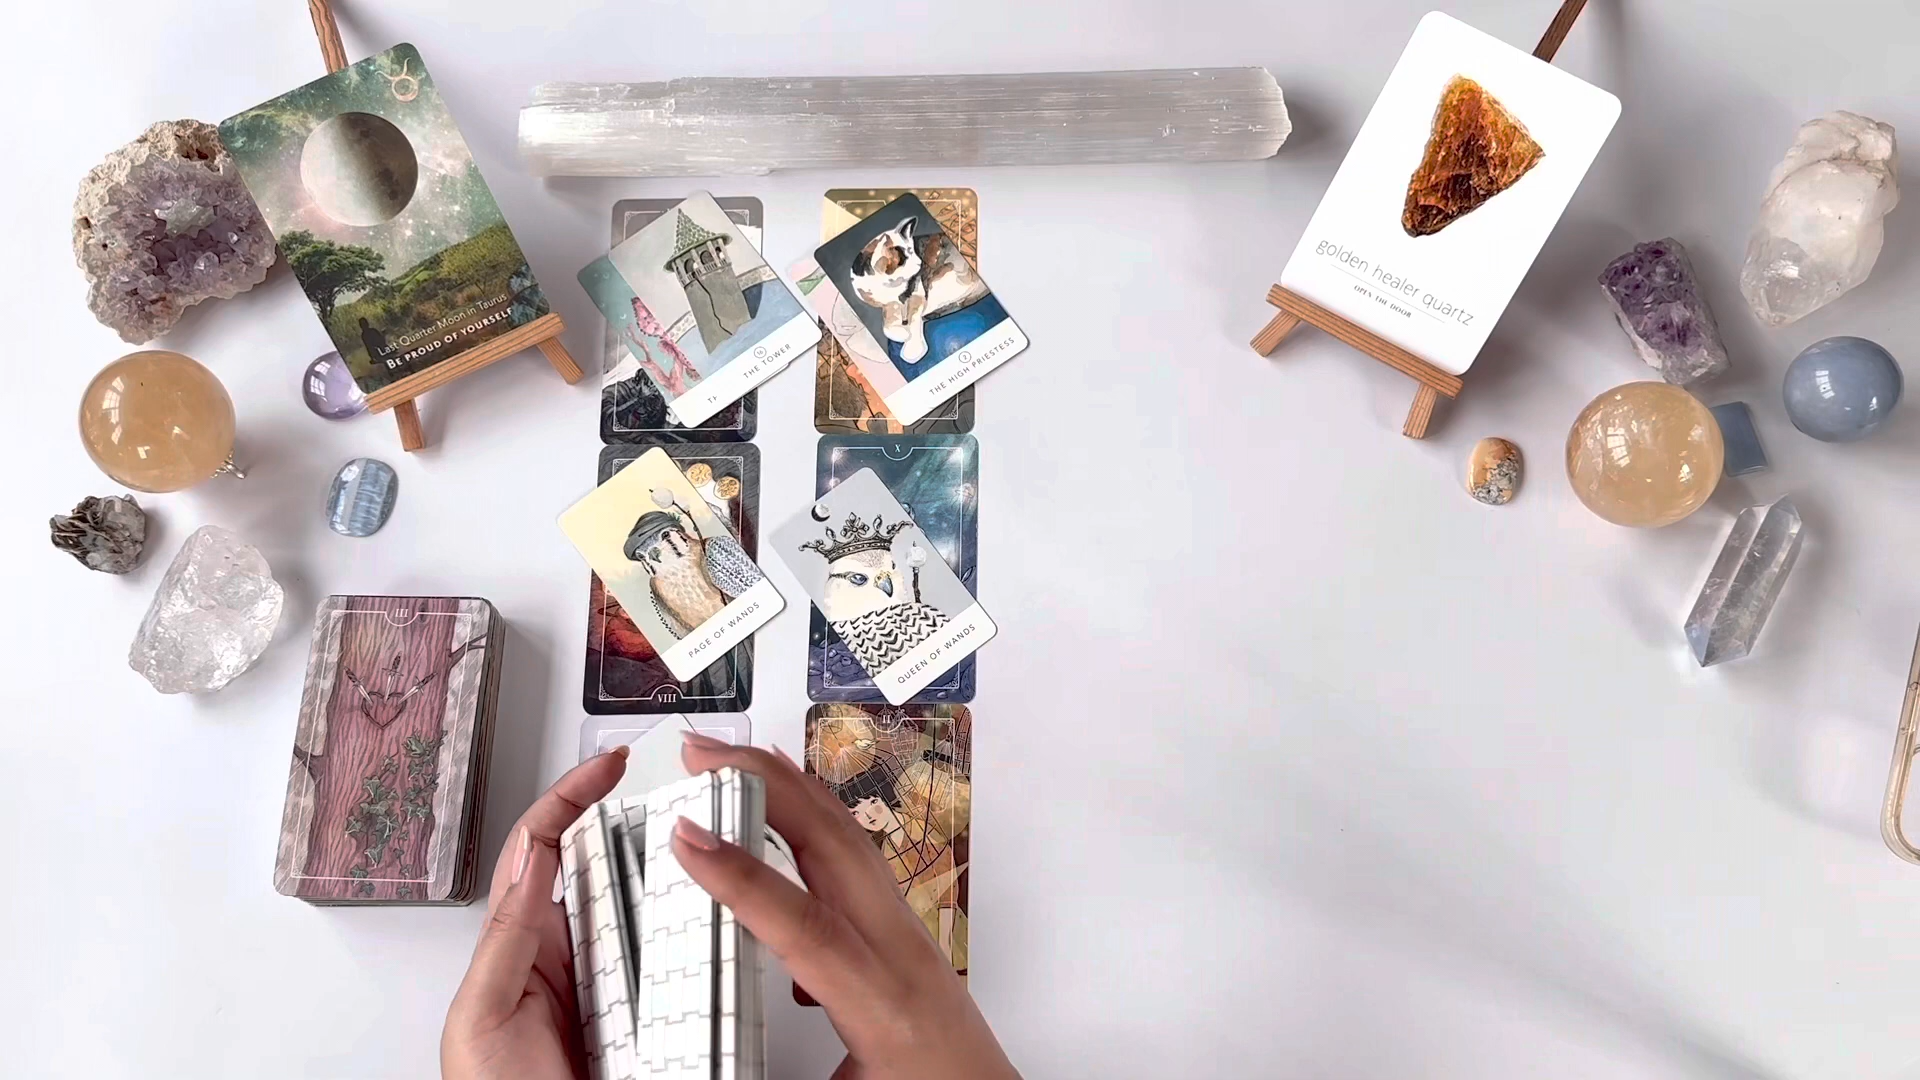 Last Quarter Moon in Taurus
BE PROUD OF YOURSELF
golden healer quartz
OPEN THE DOOR
16
THE TOWER
2
THE HIGH PRIESTESS
X
PAGE OF WANDS
QUEEN OF WANDS
VIII
III
II